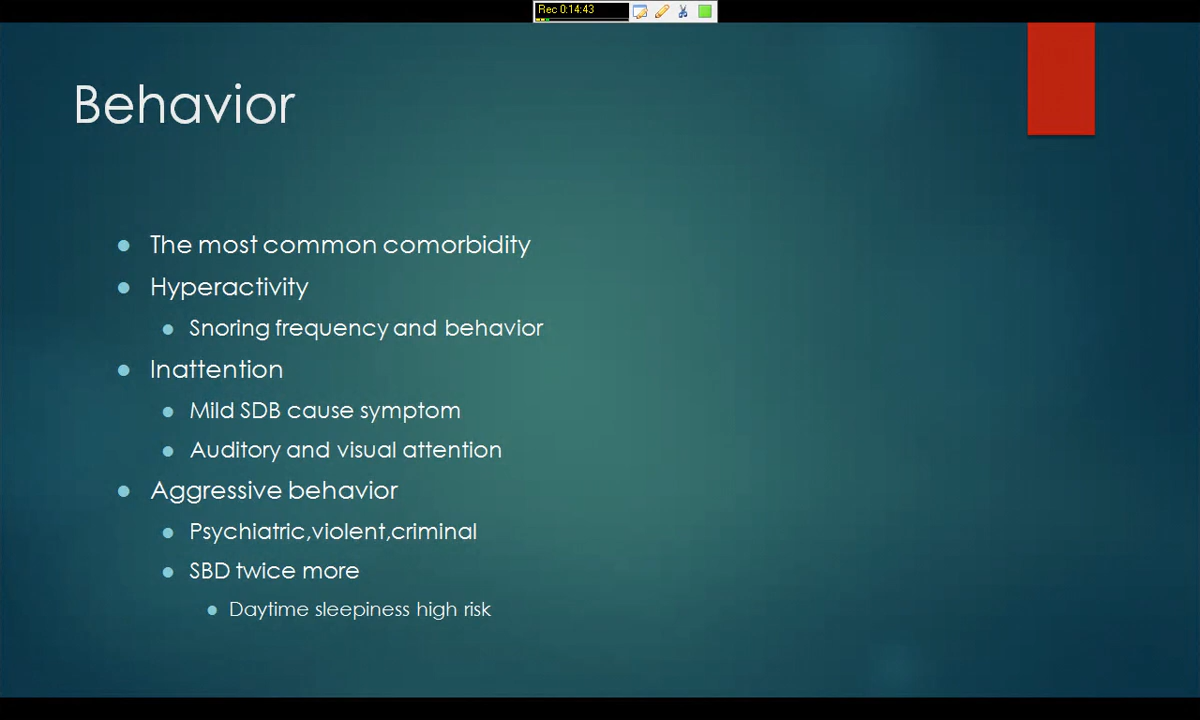 Rec 0:14:43
Behavior
The most common comorbidity
Hyperactivity
Snoring frequency and behavior
Inattention
Mild SDB cause symptom
Auditory and visual attention
Aggressive behavior
Psychiatric,violent,criminal
SBD twice more
Daytime sleepiness high risk